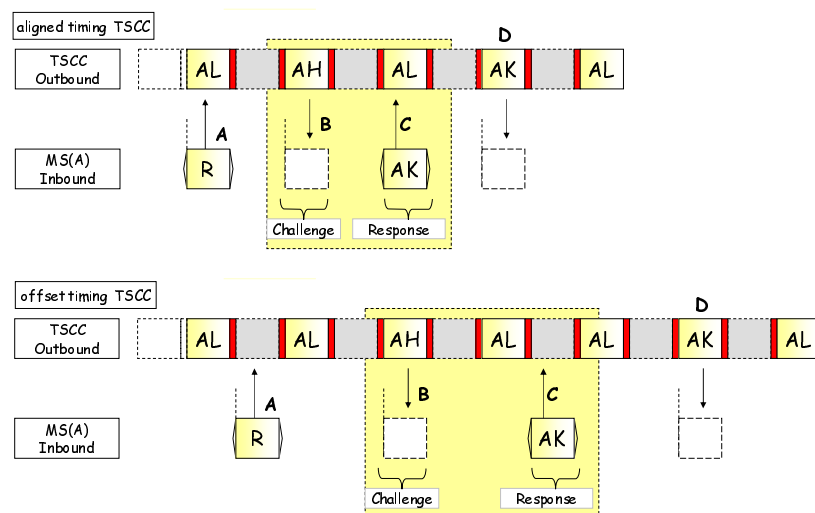 aligned timing TSCC
D
TSCC
Outbound
AL
AH
AL
AK
AL
A
B
C
MS(A)
Inbound
R
AK
Challenge
Response
offset timing TSCC
D
TSCC
Outbound
AL
AL
AH
AL
AL
AK
AL
A
B
C
MS(A)
Inbound
R
AK
Challenge
Response